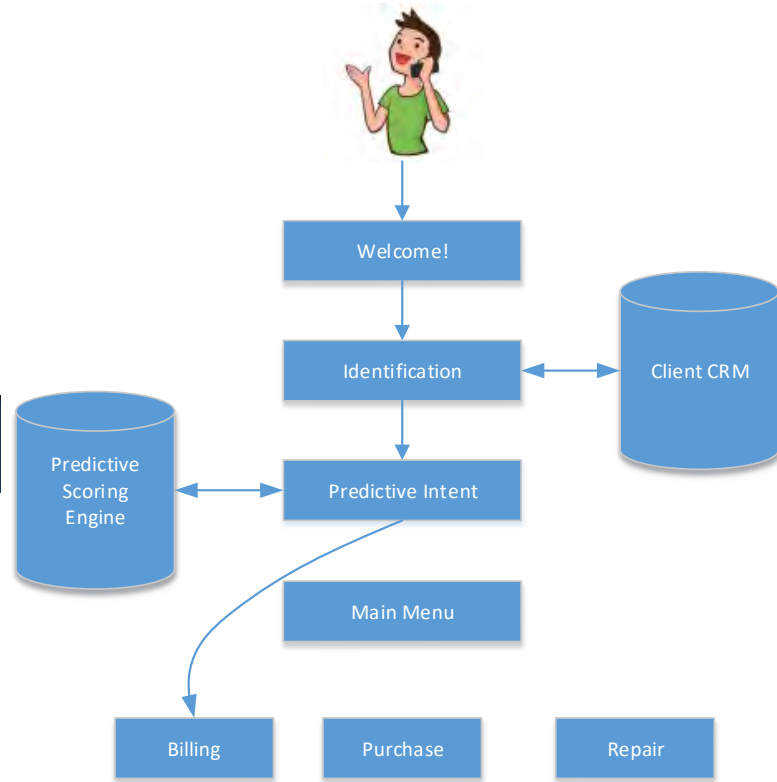 Welcome!
Identification
Client CRM
Predictive
Scoring
Engine
Predictive Intent
Main Menu
Billing
Purchase
Repair